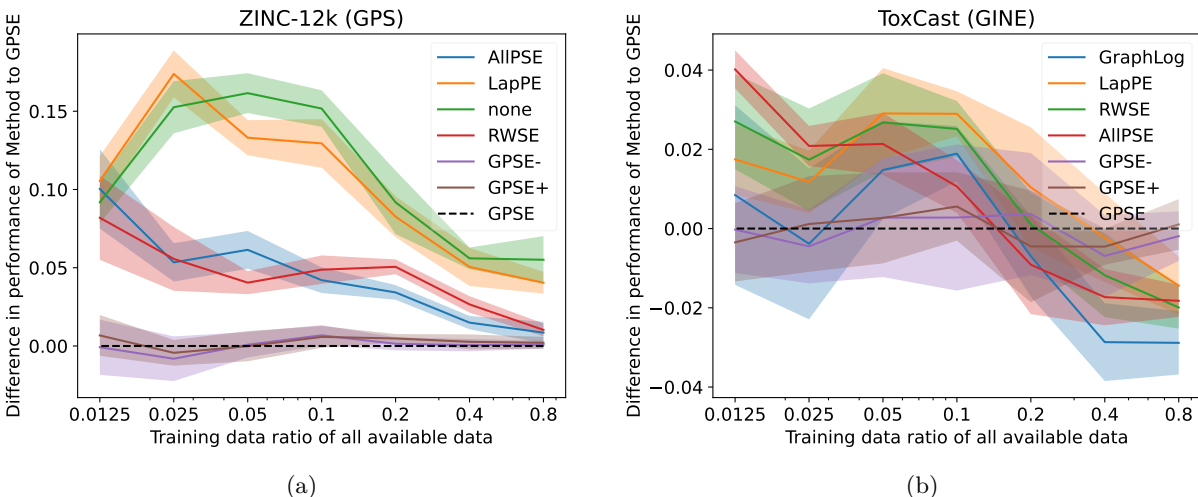 ZINC-12k (GPS)
Difference in performance of Method to GPSE
0.15
0.10
0.05
0.00
AllPSE
LapPE
none
RWSE
GPSE-
GPSE+
GPSE
0.0125 0.025 0.05 0.1 0.2 0.4 0.8
Training data ratio of all available data
(a)
ToxCast (GINE)
Difference in performance of Method to GPSE
0.04
0.02
0.00
−0.02
−0.04
GraphLog
LapPE
RWSE
AllPSE
GPSE-
GPSE+
GPSE
0.0125 0.025 0.05 0.1 0.2 0.4 0.8
Training data ratio of all available data
(b)